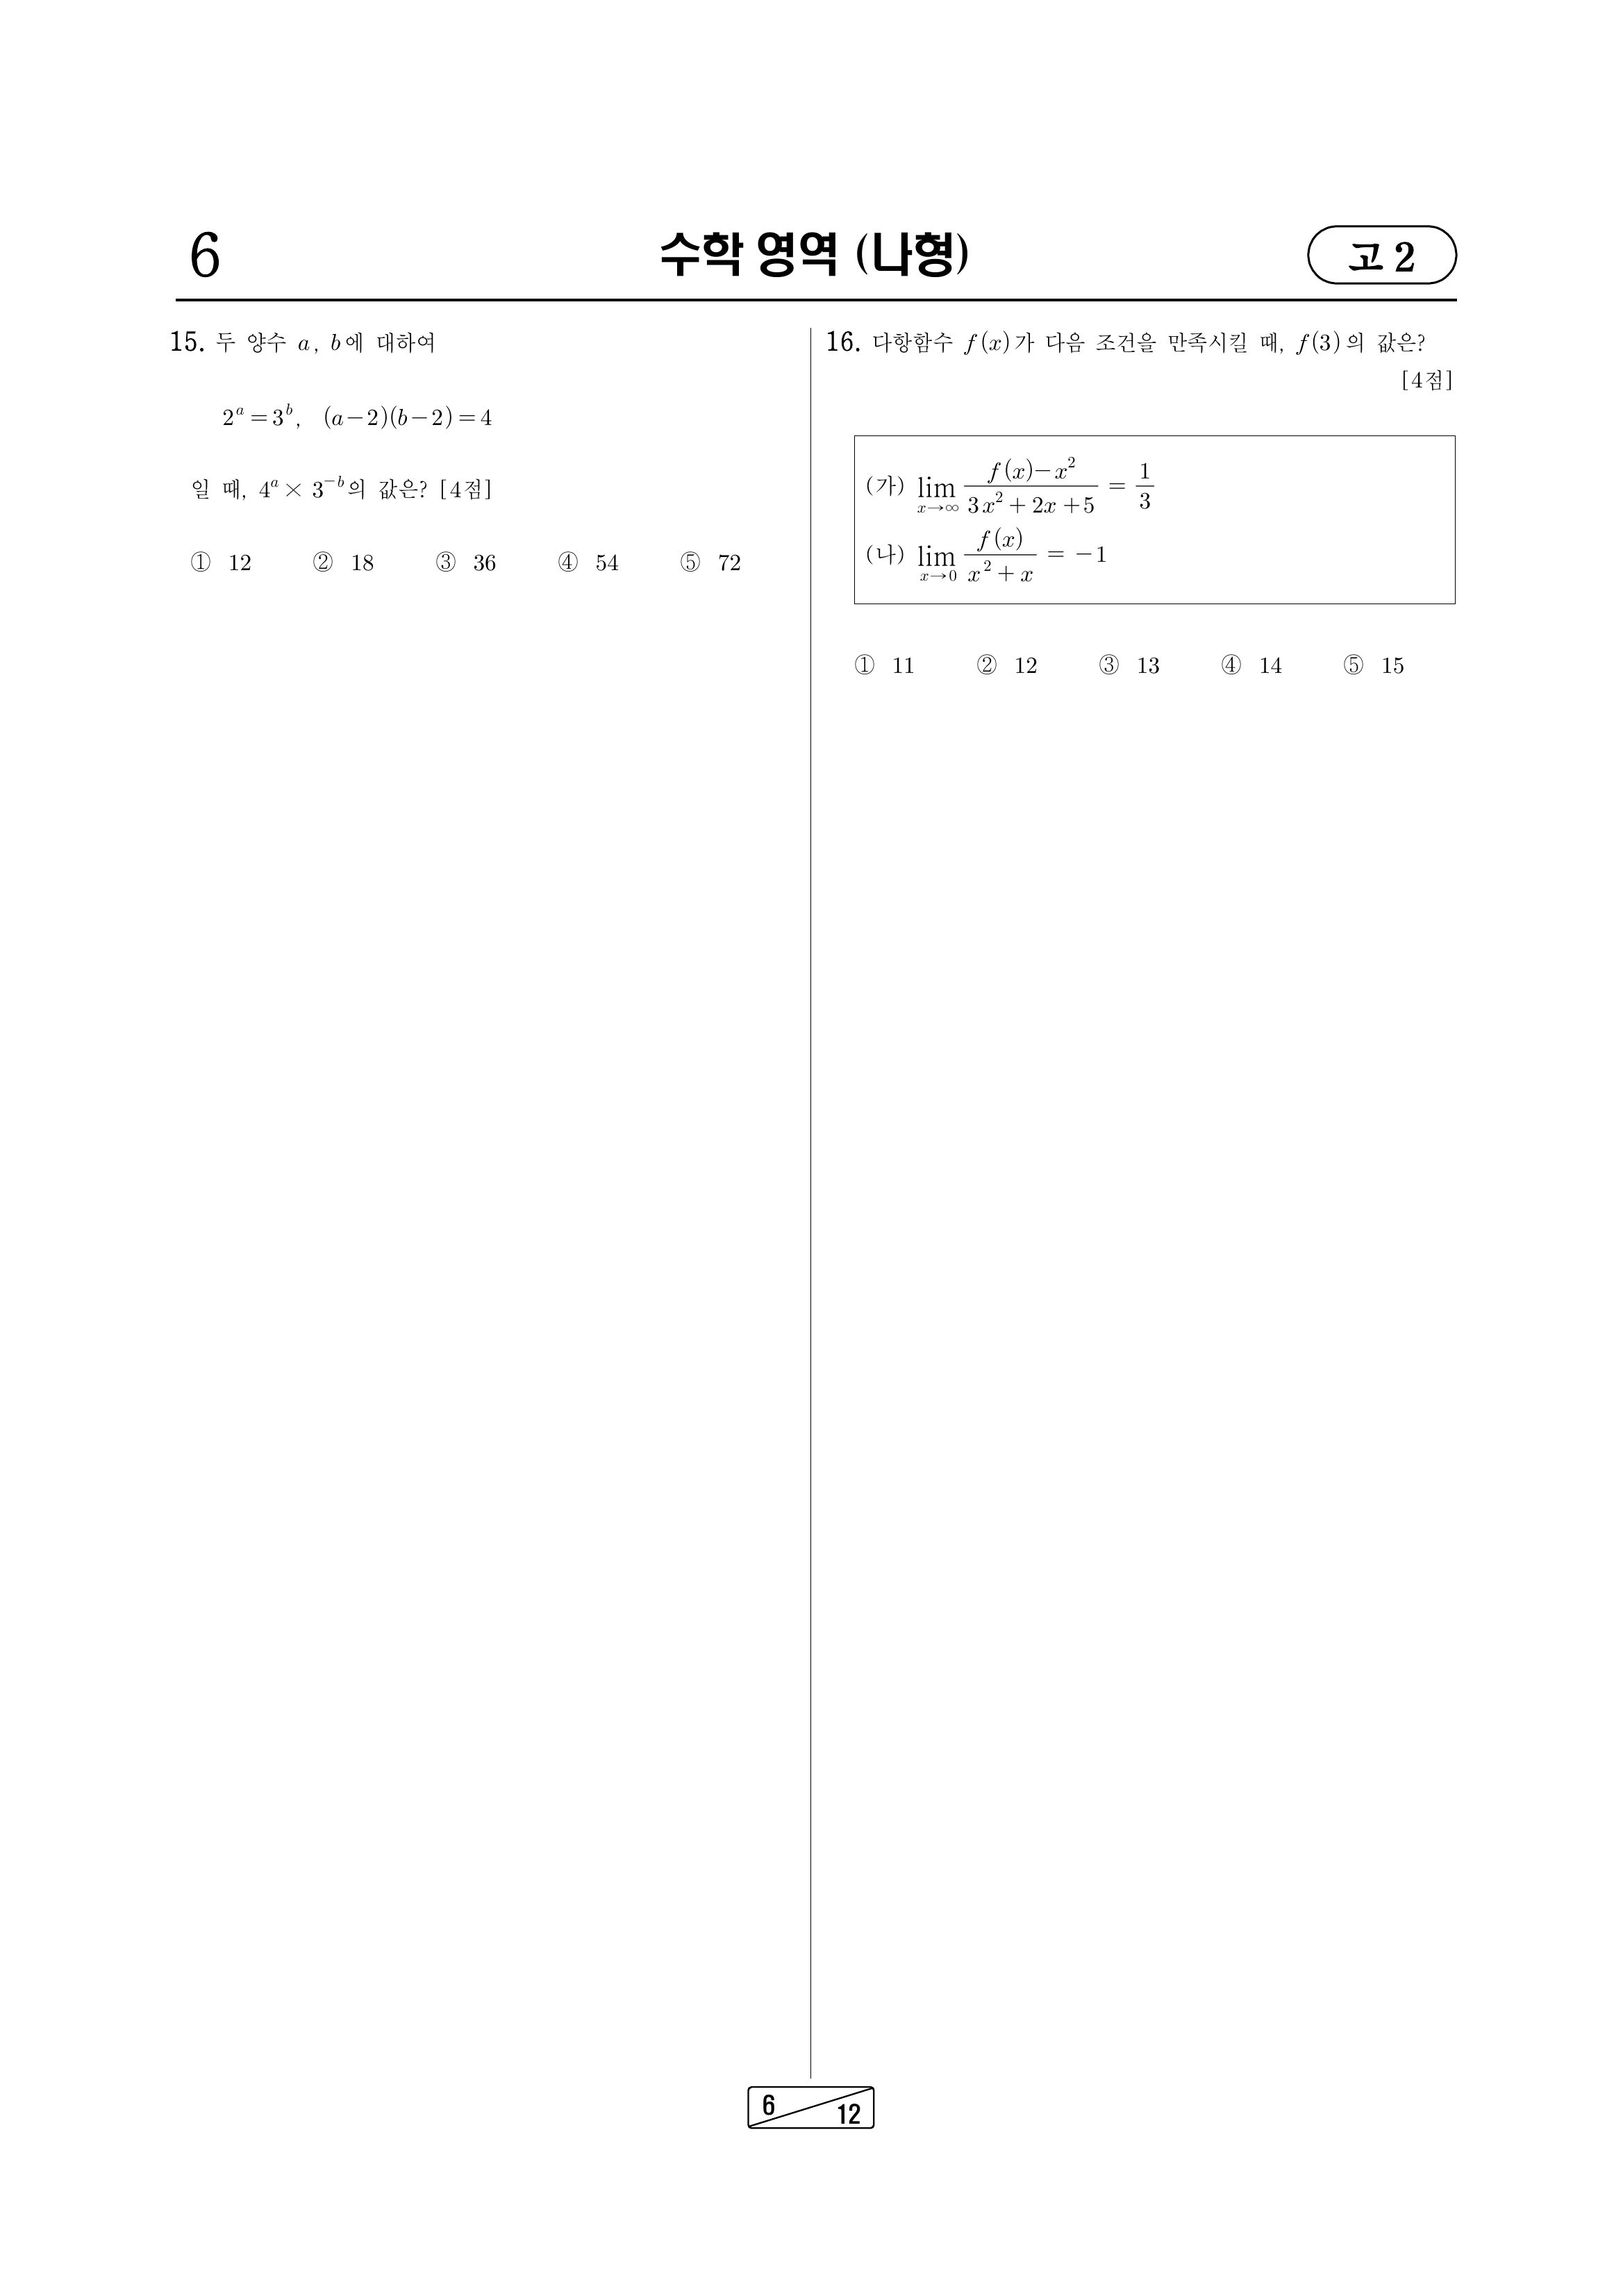 6
수학 영역 (나형)
고 2
15. 두 양수 a, b에 대하여
2^a = 3^b, (a−2)(b−2) = 4
일 때, 4^a × 3^{−b}의 값은? [4점]
① 12 ② 18 ③ 36 ④ 54 ⑤ 72
16. 다항함수 f(x)가 다음 조건을 만족시킬 때, f(3)의 값은?
[4점]
(가) lim_{x→∞} \frac{f(x)−x^2}{3x^2+2x+5} = \frac{1}{3}
(나) lim_{x→0} \frac{f(x)}{x^2+x} = −1
① 11 ② 12 ③ 13 ④ 14 ⑤ 15
6
12